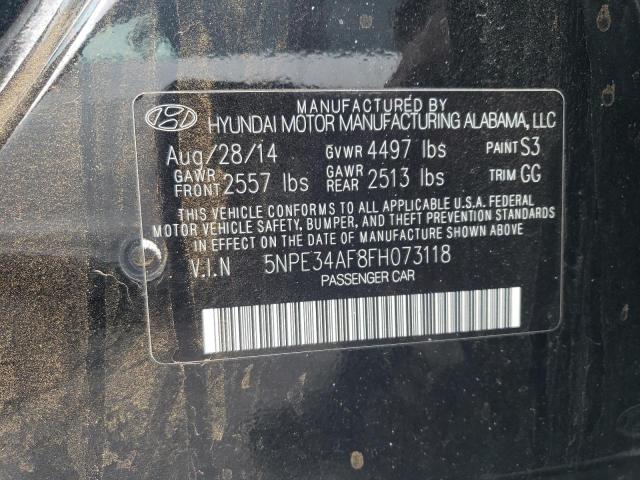 MANUFACTURED BY
HYUNDAI MOTOR MANUFACTURING ALABAMA, LLC
Aug/28/14 GVWR 4497 lbs PAINT S3
GAWR FRONT 2557 lbs GAWR REAR 2513 lbs TRIM GG
THIS VEHICLE CONFORMS TO ALL APPLICABLE U.S.A. FEDERAL
MOTOR VEHICLE SAFETY, BUMPER, AND THEFT PREVENTION STANDARDS
IN EFFECT ON THE DATE OF MANUFACTURE SHOWN ABOVE.
V.I.N 5NPE34AF8FH073118
PASSENGER CAR